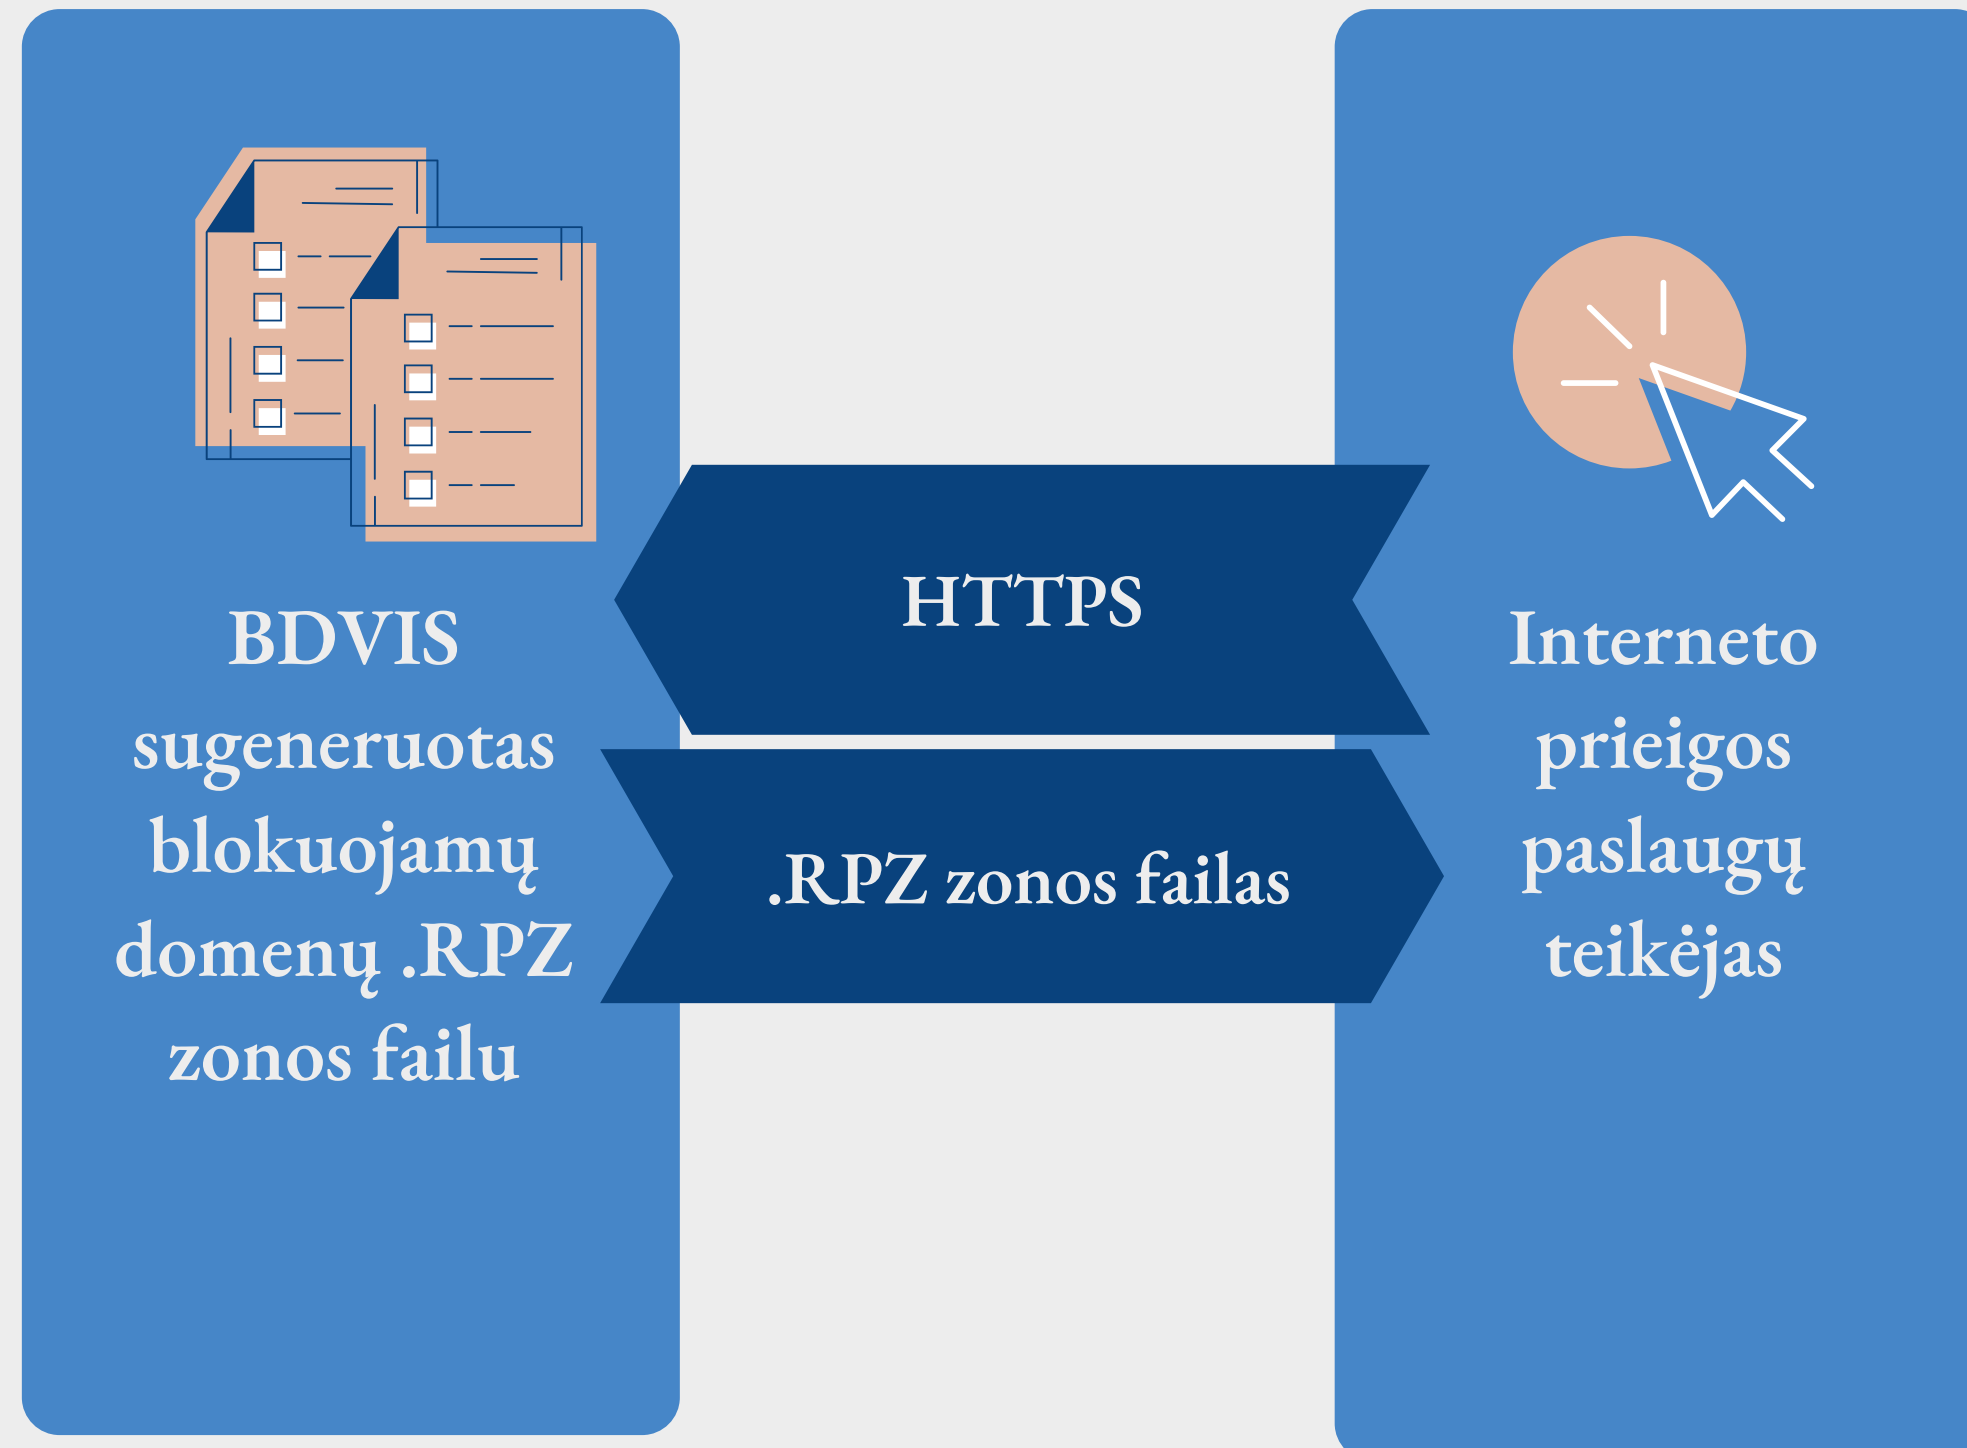 BDVIS
sugeneruotas
blokuojamų
domenų .RPZ
zonos failu
HTTPS
.RPZ zonos failas
Interneto
prieigos
paslaugų
teikėjas